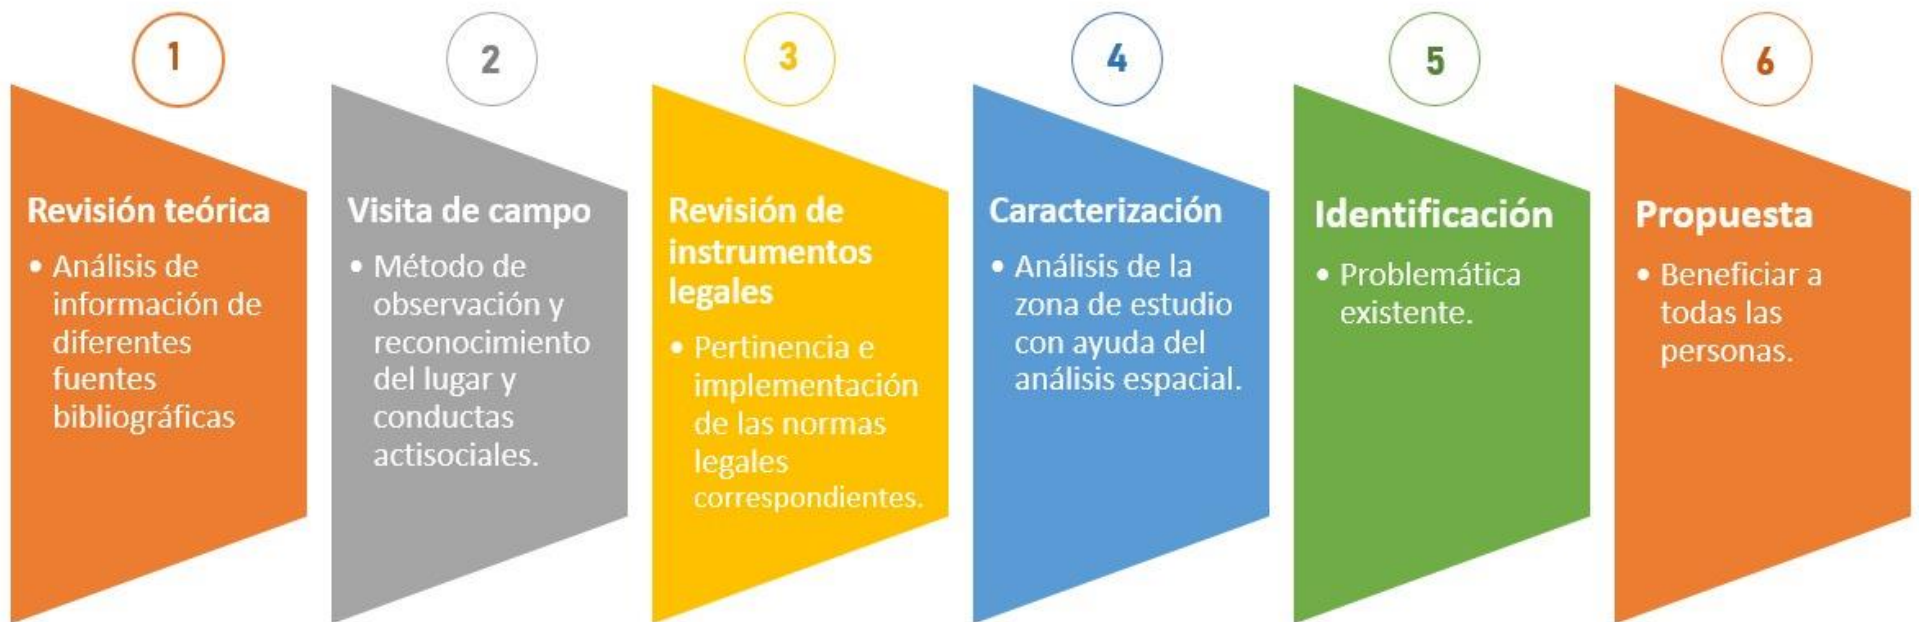 1
Revisión teórica
• Análisis de
información de
diferentes
fuentes
bibliográficas
2
Visita de campo
• Método de
observación y
reconocimiento
del lugar y
conductas
actisociales.
3
Revisión de
instrumentos
legales
• Pertinencia e
implementación
de las normas
legales
correspondientes.
4
Caracterización
• Análisis de la
zona de estudio
con ayuda del
análisis espacial.
5
Identificación
• Problemática
existente.
6
Propuesta
• Beneficiar a
todas las
personas.